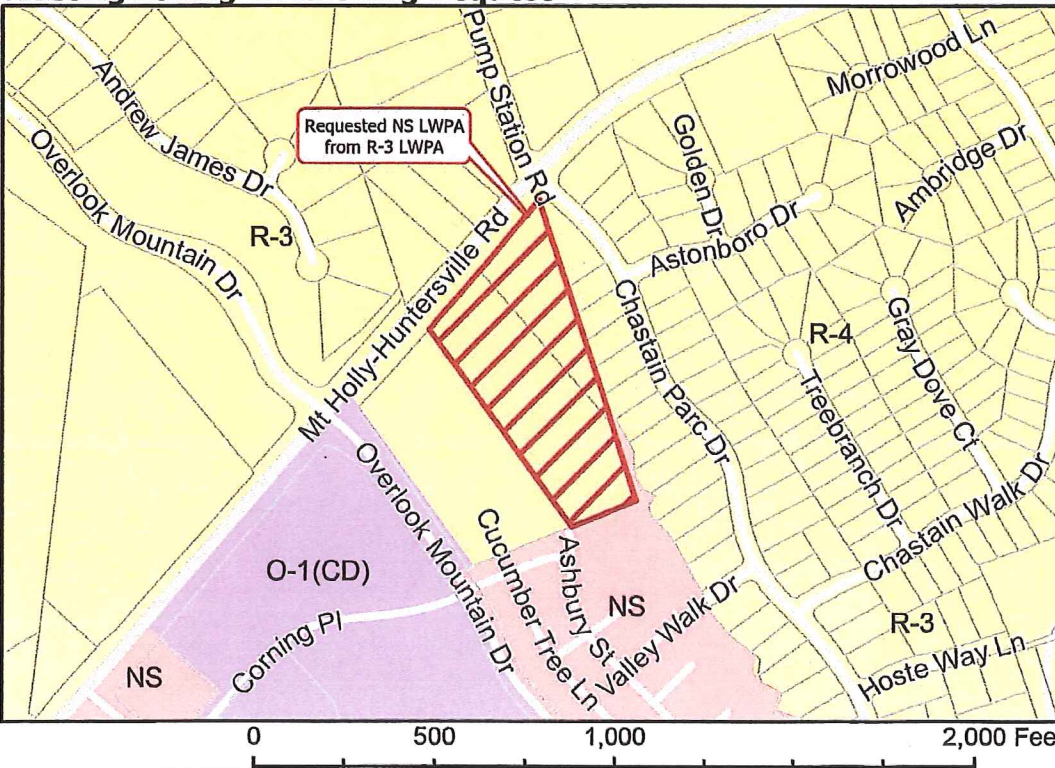 Pump Station Rd
Morrowood Ln
Andrew James Dr
Requested NS LWPA
from R-3 LWPA
Golden Dr
Ambridge Dr
Overlook Mountain Dr
R-3
Astonboro Dr
Mt Holly-Huntersville Rd
Chastain Parc Dr
R-4
Gray Dove Ct
Treebranch Dr
Overlook Mountain Dr
Chastain Walk Dr
Cucumber Tree Ln
Ashbury St
O-1(CD)
NS
Valley Walk Dr
R-3
Corning Pl
Hoste Way Ln
NS
0 500 1,000 2,000 Fee